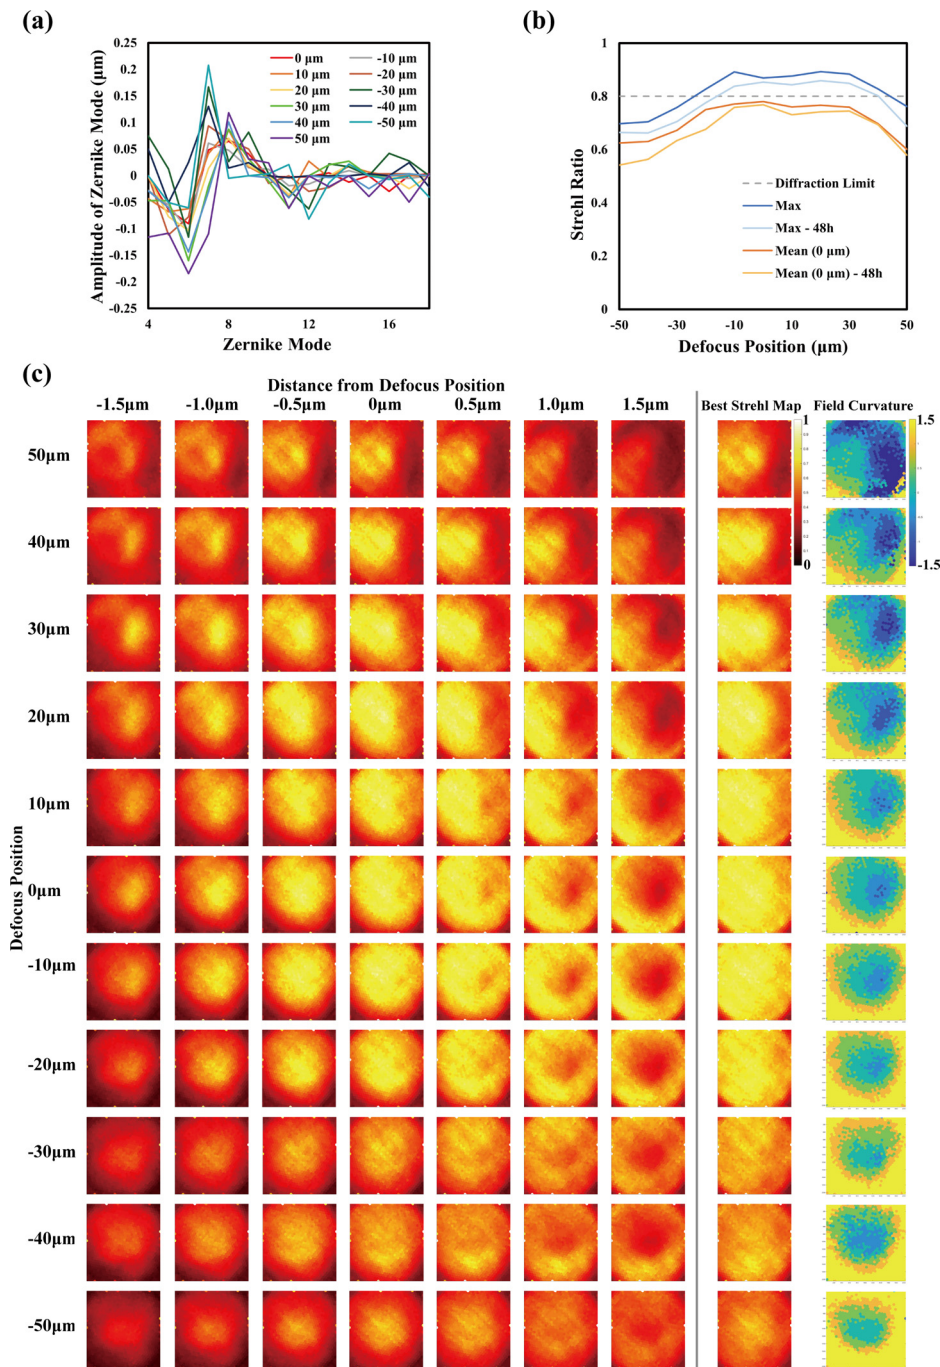 (a)
0.25
0.2
0.15
0.1
0.05
0
-0.05
-0.1
-0.15
-0.2
-0.25
Amplitude of Zernike Mode (μm)
4 8 12 16
Zernike Mode
0 μm -10 μm
10 μm -20 μm
20 μm -30 μm
30 μm -40 μm
40 μm -50 μm
50 μm
(b)
1
0.8
0.6
0.4
0.2
0
Strehl Ratio
-50 -30 -10 10 30 50
Defocus Position (μm)
Diffraction Limit
Max
Max - 48h
Mean (0 μm)
Mean (0 μm) - 48h
(c)
Distance from Defocus Position
-1.5μm -1.0μm -0.5μm 0μm 0.5μm 1.0μm 1.5μm Best Strehl Map Field Curvature
1 1.5
0 -1.5
Defocus Position
50μm
40μm
30μm
20μm
10μm
0μm
-10μm
-20μm
-30μm
-40μm
-50μm